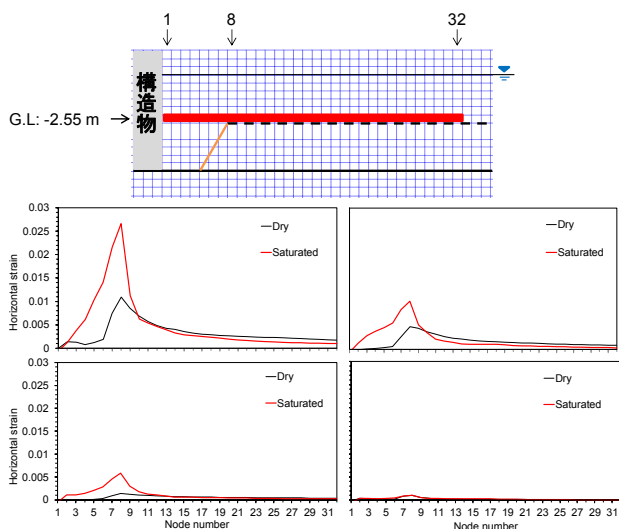 1 8 32
構造物
G.L: -2.55 m
0.03
0.025
0.02
0.015
0.01
0.005
0
Horizontal strain
Dry
Saturated
Dry
Saturated
0.03
0.025
0.02
0.015
0.01
0.005
0
Horizontal strain
Dry
Saturated
Dry
Saturated
1 3 5 7 9 11 13 15 17 19 21 23 25 27 29 31
Node number
1 3 5 7 9 11 13 15 17 19 21 23 25 27 29 31
Node number